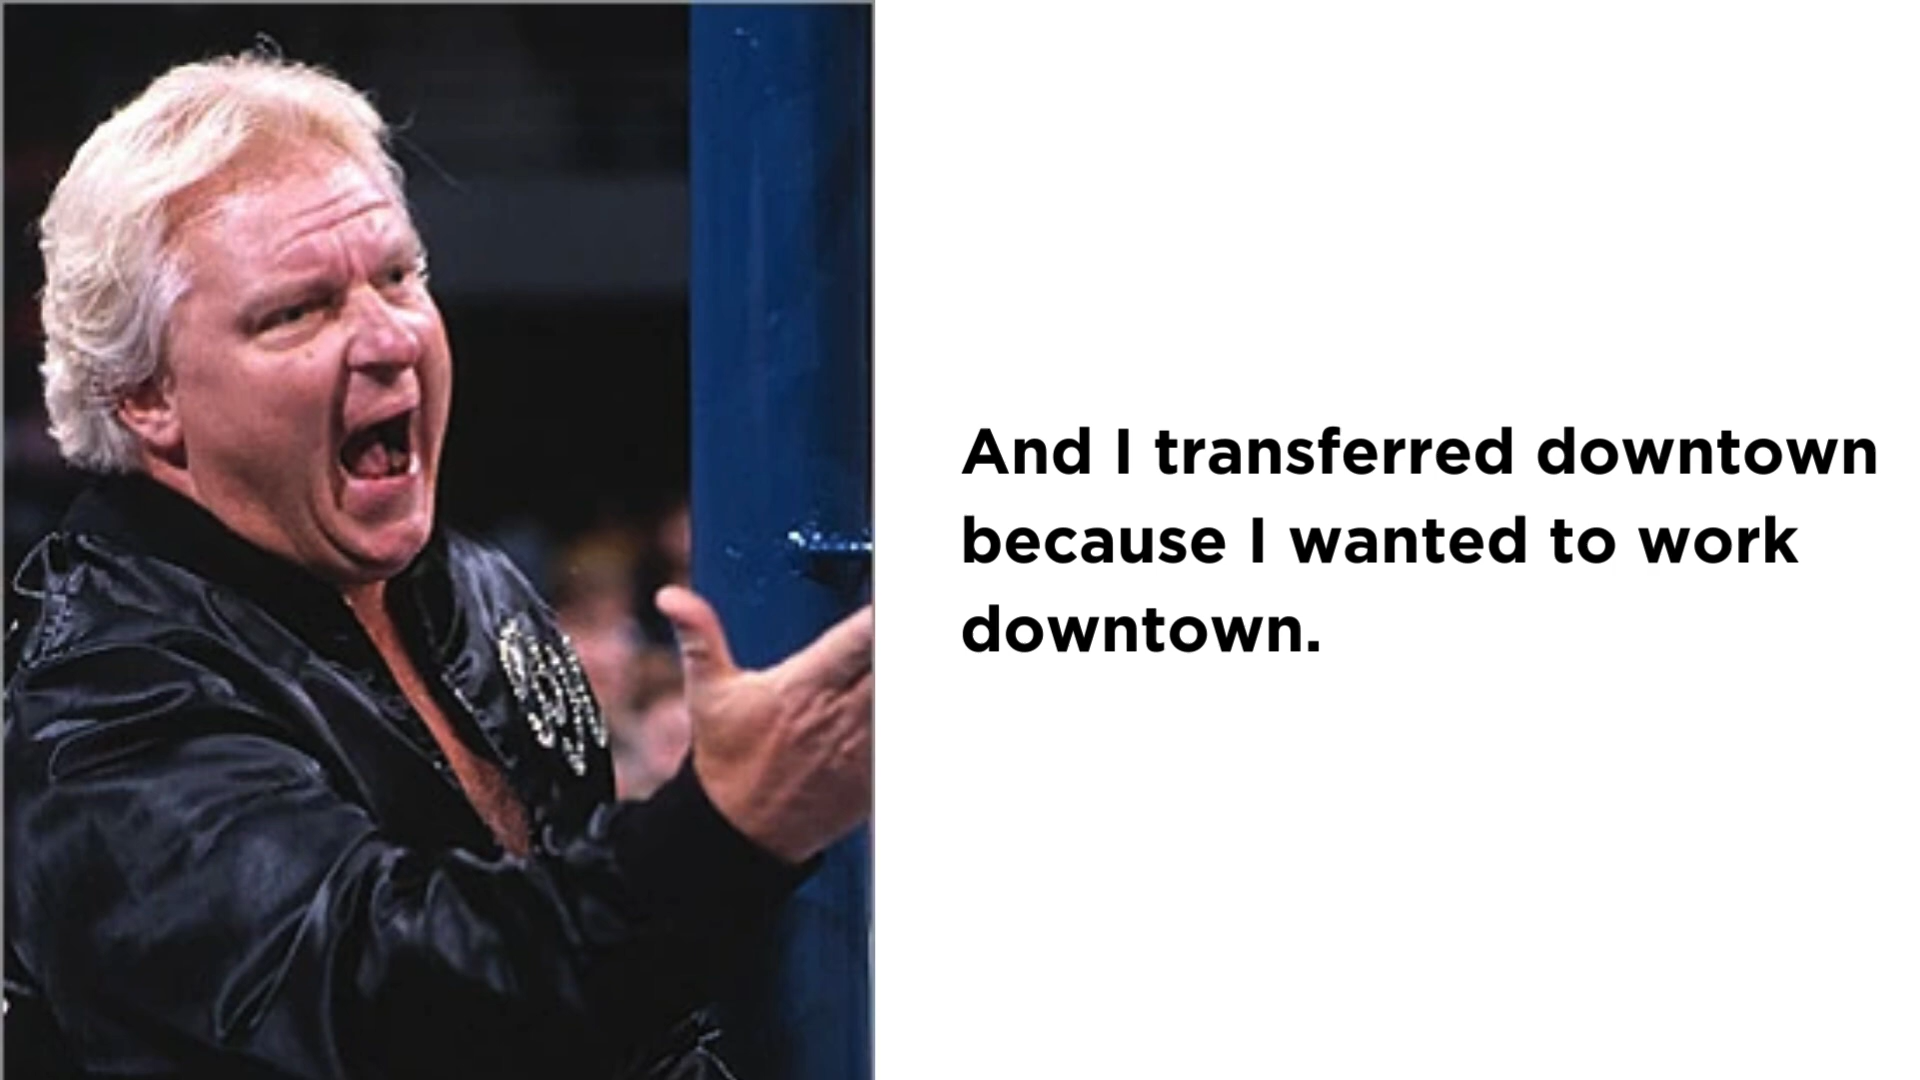 And I transferred downtown
because I wanted to work
downtown.